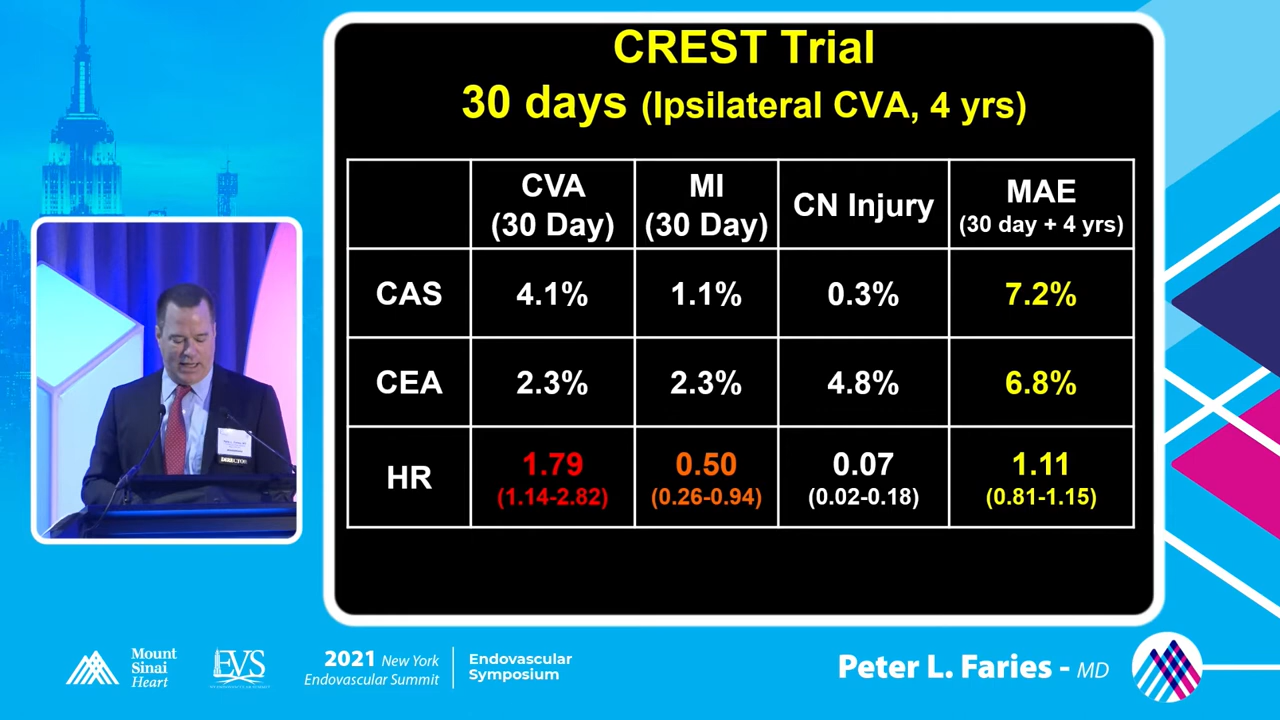 CREST Trial
30 days (Ipsilateral CVA, 4 yrs)
CVA (30 Day) MI (30 Day) CN Injury MAE (30 day + 4 yrs)
CAS 4.1% 1.1% 0.3% 7.2%
CEA 2.3% 2.3% 4.8% 6.8%
HR 1.79 (1.14-2.82) 0.50 (0.26-0.94) 0.07 (0.02-0.18) 1.11 (0.81-1.15)
DIRECTOR
Mount
Sinai
Heart
EVS
2021 New York
Endovascular Summit
Endovascular
Symposium
Peter L. Faries - MD